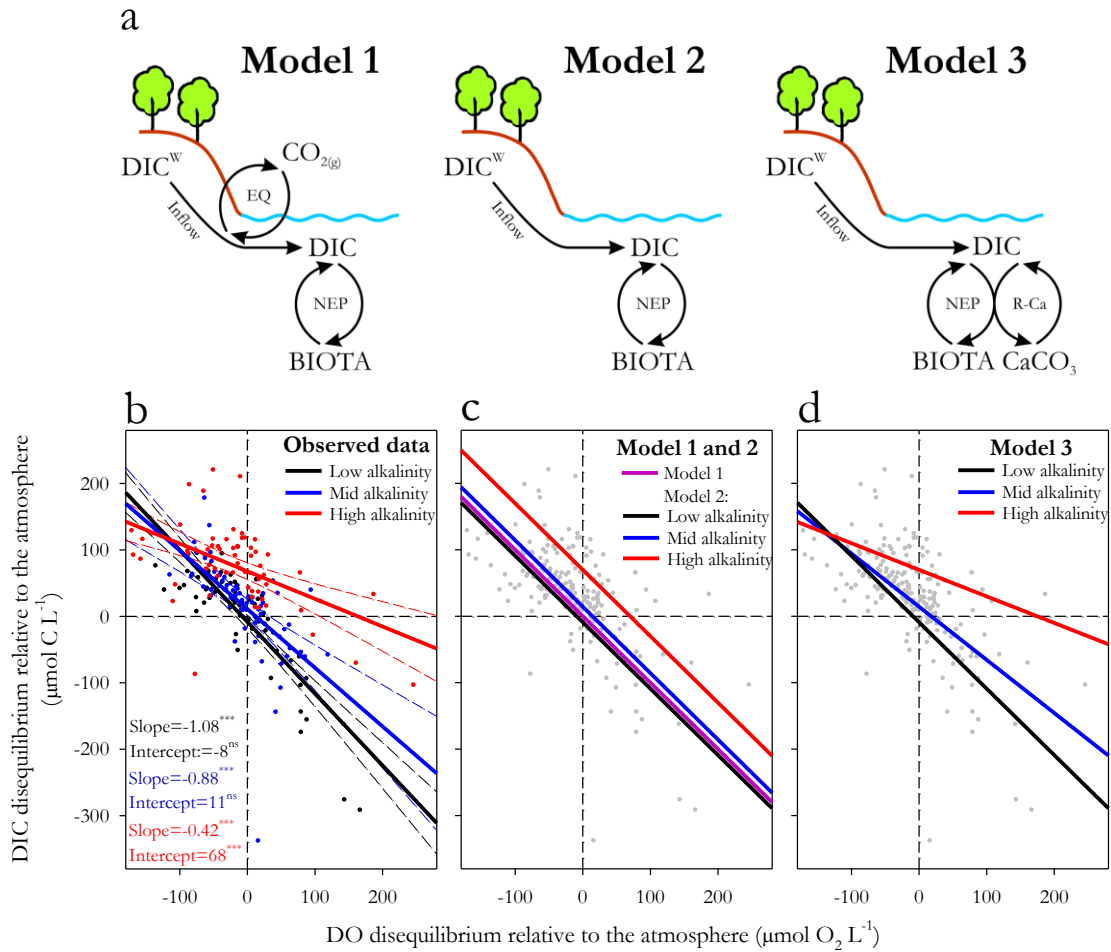 a
Model 1
Model 2
Model 3
CO2(g)
DIC^W
EQ
Inflow
DIC
NEP
BIOTA
DIC^W
Inflow
DIC
NEP
BIOTA
DIC^W
Inflow
DIC
NEP
R-Ca
BIOTA
CaCO3
b
Observed data
Low alkalinity
Mid alkalinity
High alkalinity
200
100
0
-100
-200
-300
Slope=-1.08***
Intercept:=-8ns
Slope=-0.88***
Intercept=11ns
Slope=-0.42***
Intercept=68***
-100
0
100
200
c
Model 1 and 2
Model 1
Model 2:
Low alkalinity
Mid alkalinity
High alkalinity
-100
0
100
200
d
Model 3
Low alkalinity
Mid alkalinity
High alkalinity
-100
0
100
200
DIC disequilibrium relative to the atmosphere
(μmol C L-1)
DO disequilibrium relative to the atmosphere (μmol O2 L-1)